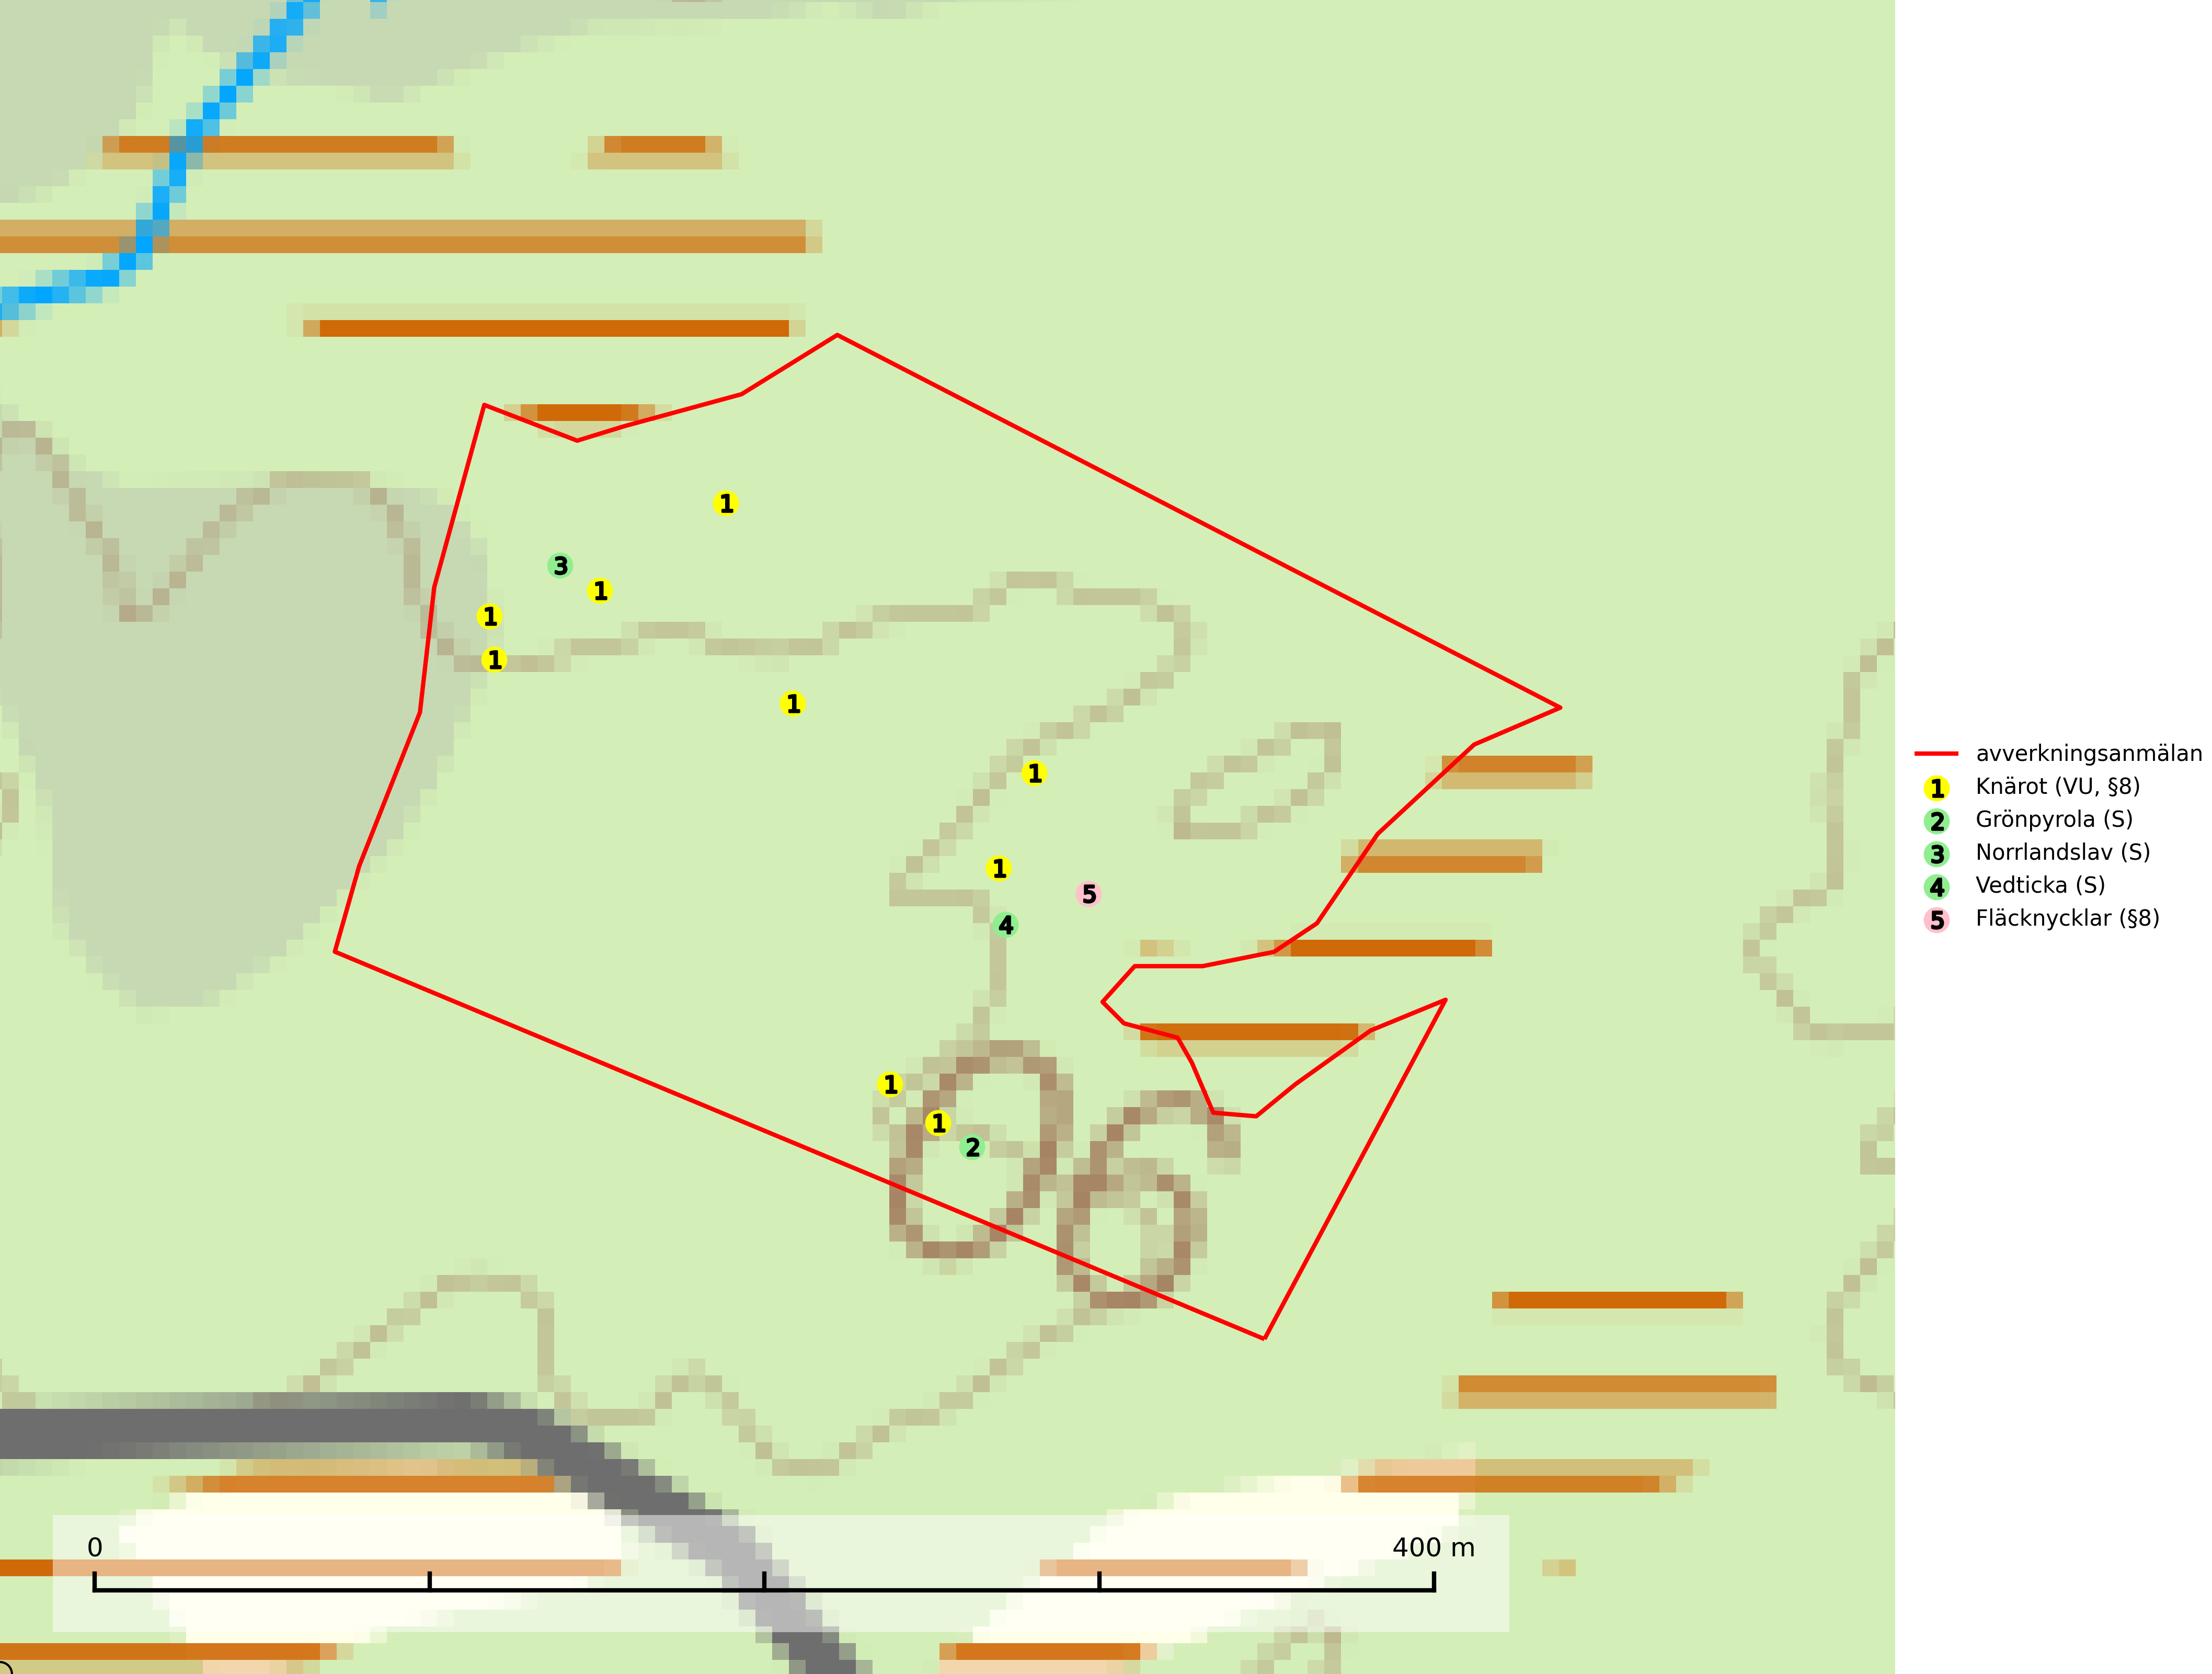 1
3
1
1
1
1
1
1
5
4
1
1
2
avverkningsanmälan
1 Knärot (VU, §8)
2 Grönpyrola (S)
3 Norrlandslav (S)
4 Vedticka (S)
5 Fläcknycklar (§8)
0 400 m